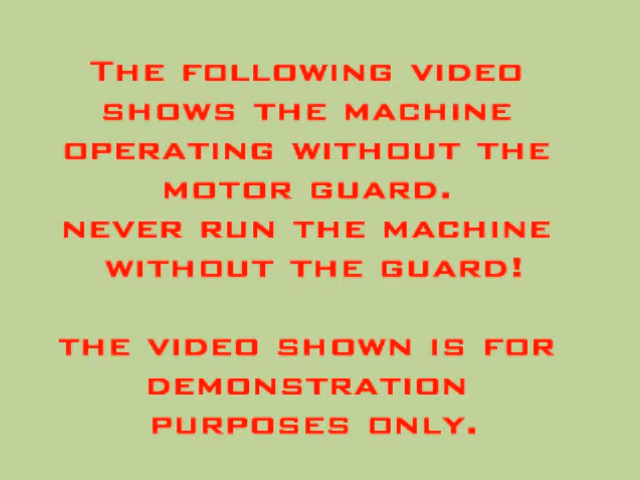 The following video
shows the machine
operating without the
motor guard.
never run the machine
without the guard!
the video shown is for
demonstration
purposes only.